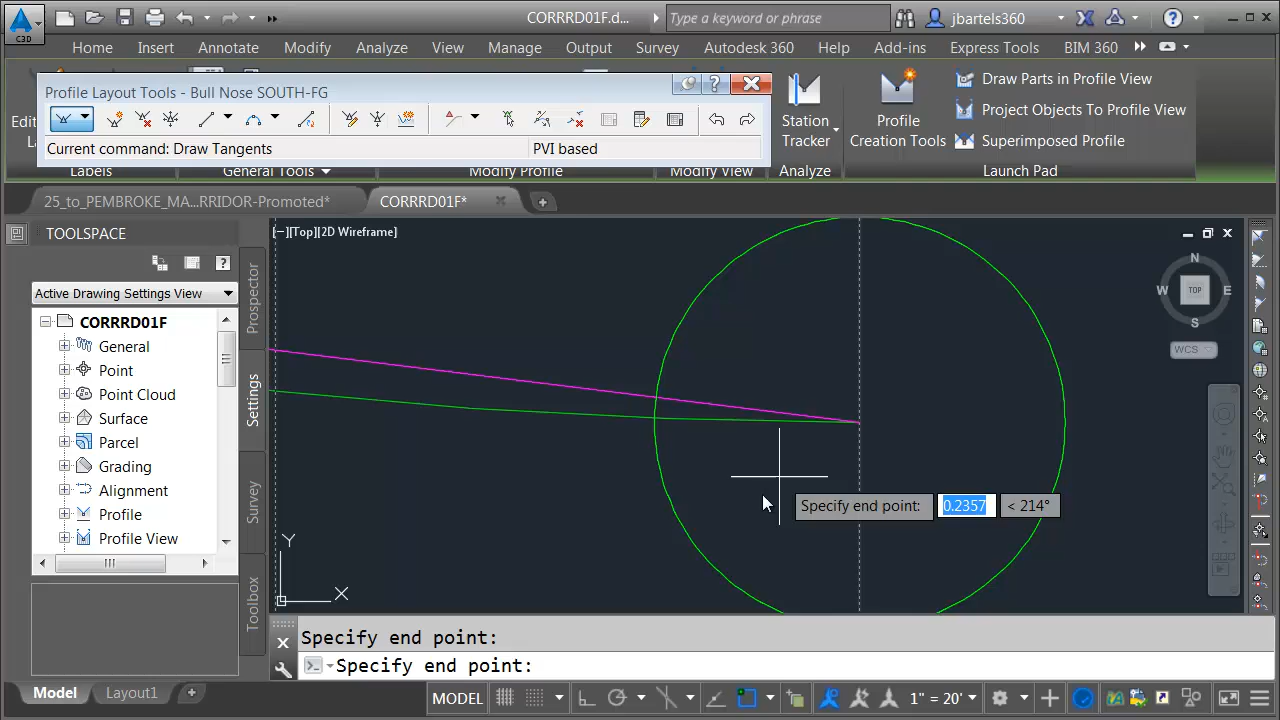 CORRRD01F.d...
Type a keyword or phrase
jbartels360
C3D
Home Insert Annotate Modify Analyze View Manage Output Survey Autodesk 360 Help Add-ins Express Tools BIM 360
Profile Layout Tools - Bull Nose SOUTH-FG
Current command: Draw Tangents
PVI based
Edi
L
Station
Tracker
Profile
Creation Tools
Draw Parts in Profile View
Project Objects To Profile View
Superimposed Profile
Labels
General Tools
Modify Profile
Modify View
Analyze
Launch Pad
25_to_PEMBROKE_MA...RRIDOR-Promoted*
CORRRD01F*
TOOLSPACE
Active Drawing Settings View
CORRRD01F
General
Point
Point Cloud
Surface
Parcel
Grading
Alignment
Profile
Profile View
Prospector
Settings
Survey
Toolbox
[−][Top][2D Wireframe]
N
W
TOP
E
S
WCS
Specify end point:
0.2357
< 214°
Y
X
Specify end point:
Specify end point:
Model
Layout1
MODEL
1" = 20'